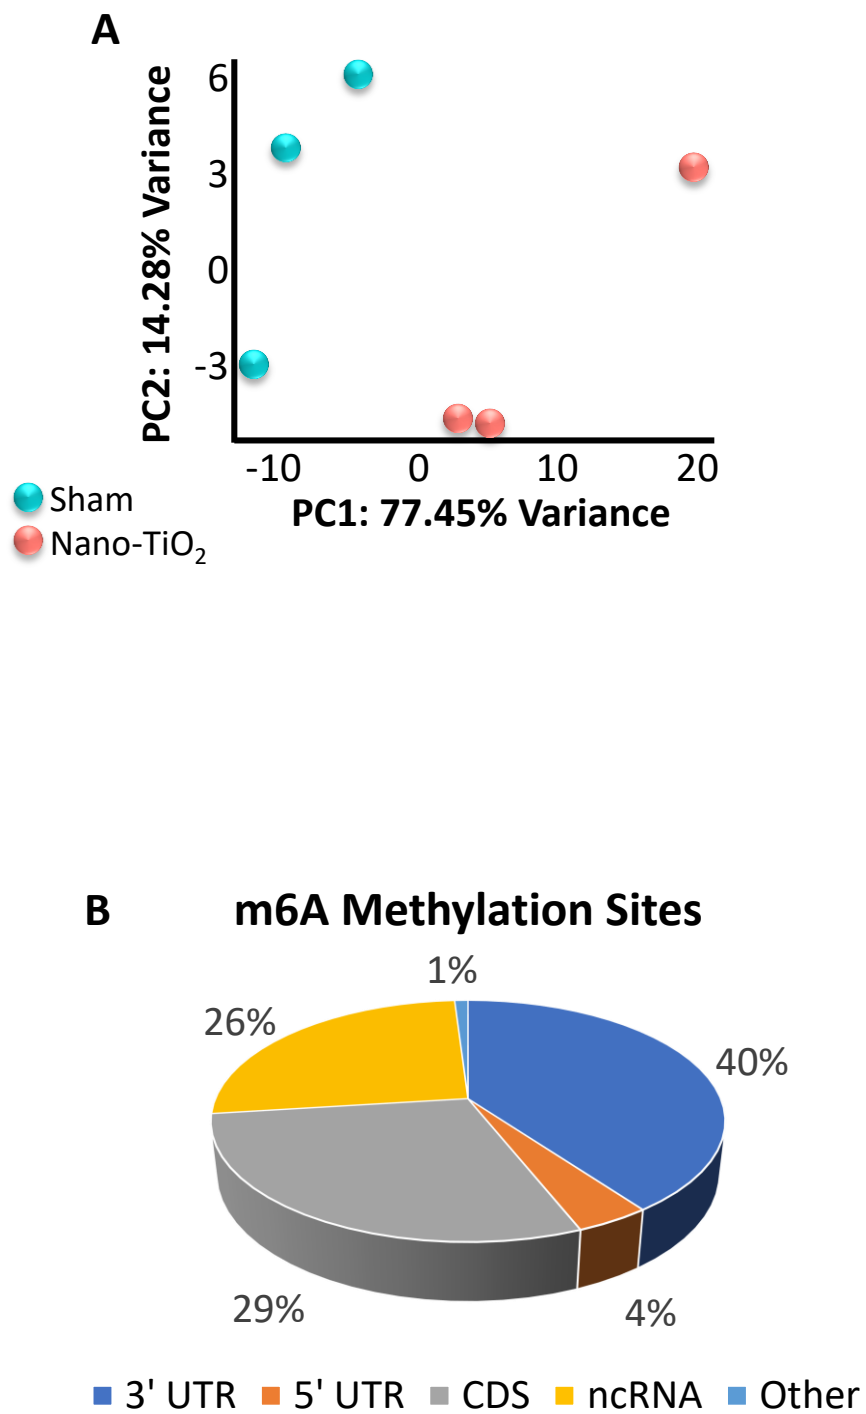 A
PC2: 14.28% Variance
6
3
0
-3
-10 0 10 20
PC1: 77.45% Variance
Sham
Nano-TiO₂
B m6A Methylation Sites
1%
26%
40%
29%
4%
3' UTR 5' UTR CDS ncRNA Other